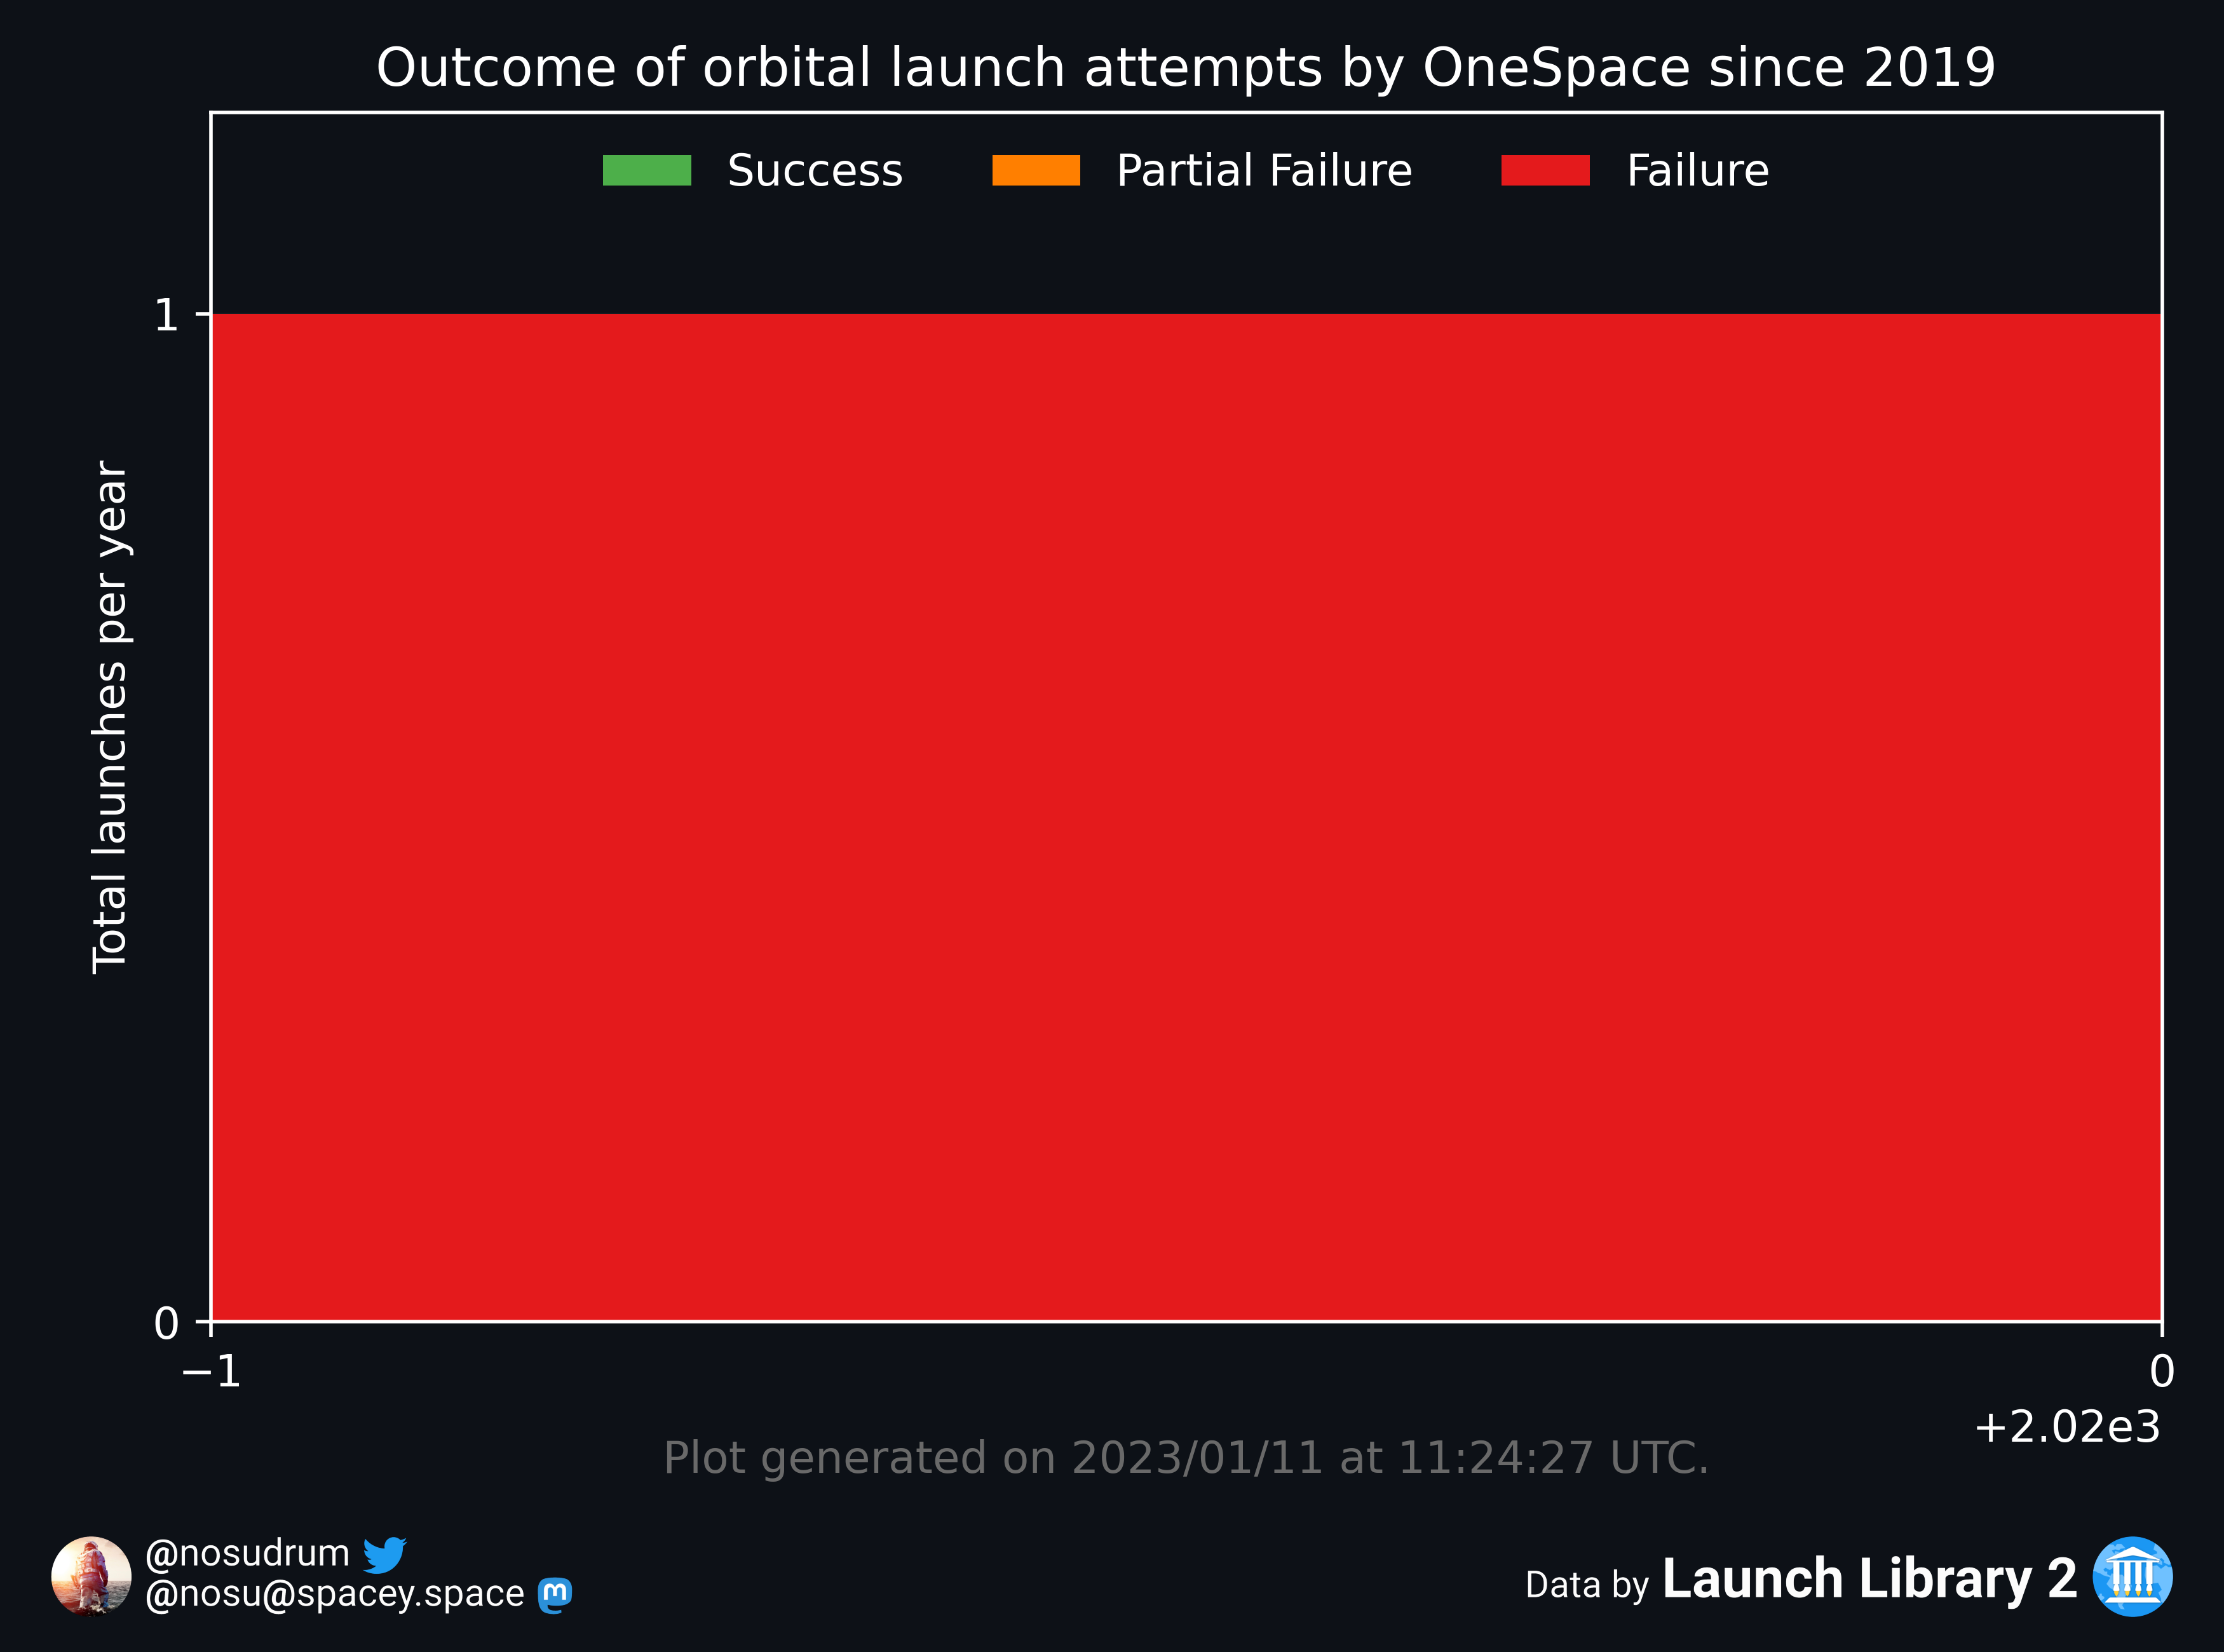 Outcome of orbital launch attempts by OneSpace since 2019
Success Partial Failure Failure
Total launches per year
1
0
−1 0
+2.02e3
Plot generated on 2023/01/11 at 11:24:27 UTC.
@nosudrum
@nosu@spacey.space
Data by Launch Library 2